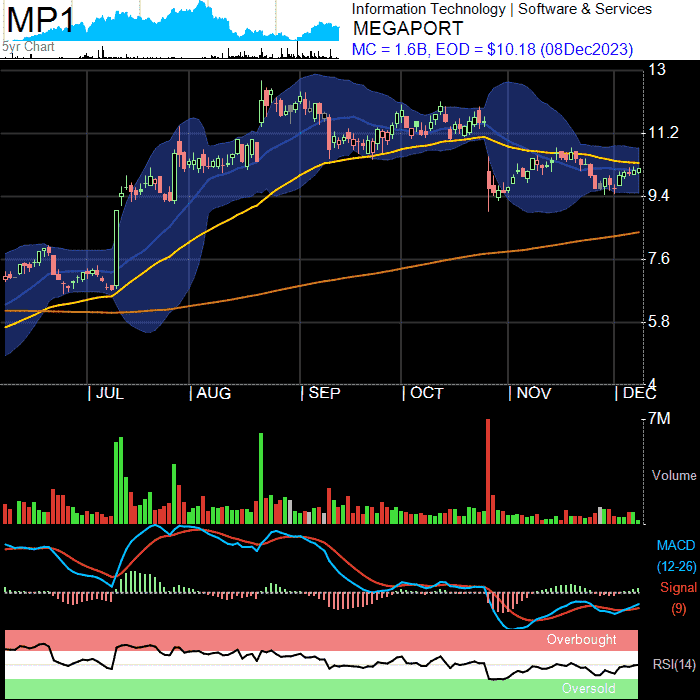 MP1
5yr Chart
Information Technology | Software & Services
MEGAPORT
MC = 1.6B, EOD = $10.18 (08Dec2023)
13
11.2
9.4
7.6
5.8
4
| JUL | AUG | SEP | OCT | NOV | DEC
7M
Volume
MACD
(12-26)
Signal
(9)
Overbought
RSI(14)
Oversold